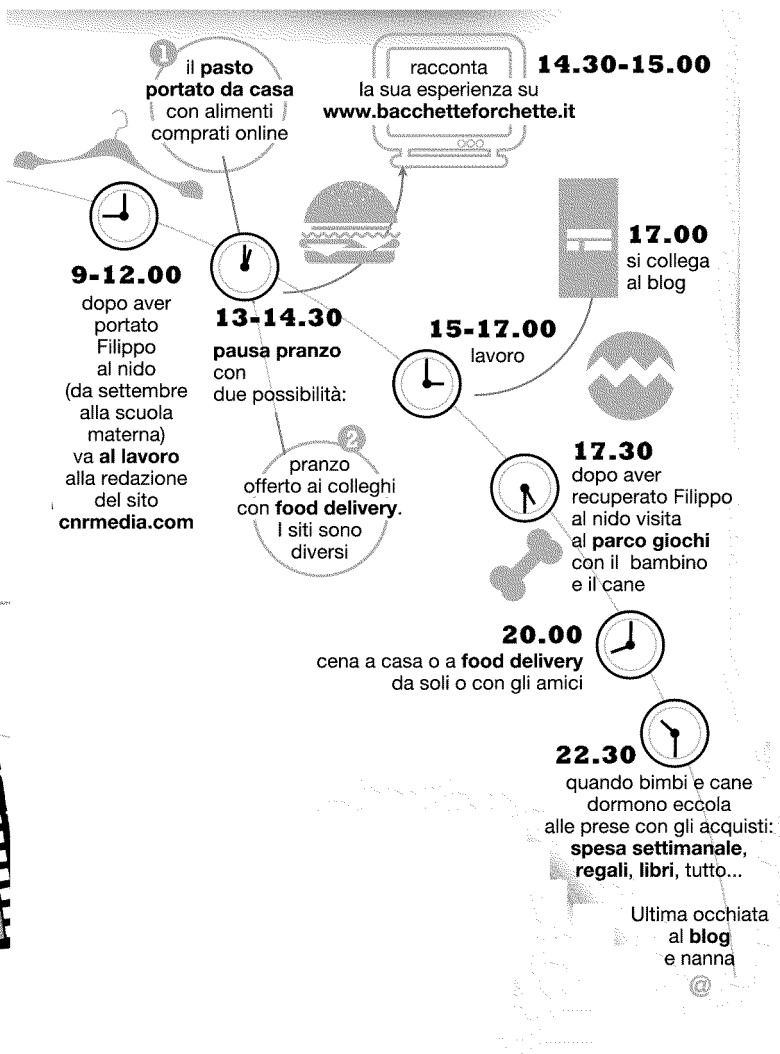 1
il pasto
portato da casa
con alimenti
comprati online
racconta
la sua esperienza su
www.bacchetteforchette.it
14.30-15.00
9-12.00
dopo aver
portato
Filippo
al nido
(da settembre
alla scuola
materna)
va al lavoro
alla redazione
del sito
cnrmedia.com
13-14.30
pausa pranzo
con
due possibilità:
2
pranzo
offerto ai colleghi
con food delivery.
I siti sono
diversi
15-17.00
lavoro
17.00
si collega
al blog
17.30
dopo aver
recuperato Filippo
al nido visita
al parco giochi
con il bambino
e il cane
20.00
cena a casa o a food delivery
da soli o con gli amici
22.30
quando bimbi e cane
dormono eccola
alle prese con gli acquisti:
spesa settimanale,
regali, libri, tutto...
Ultima occhiata
al blog
e nanna
@